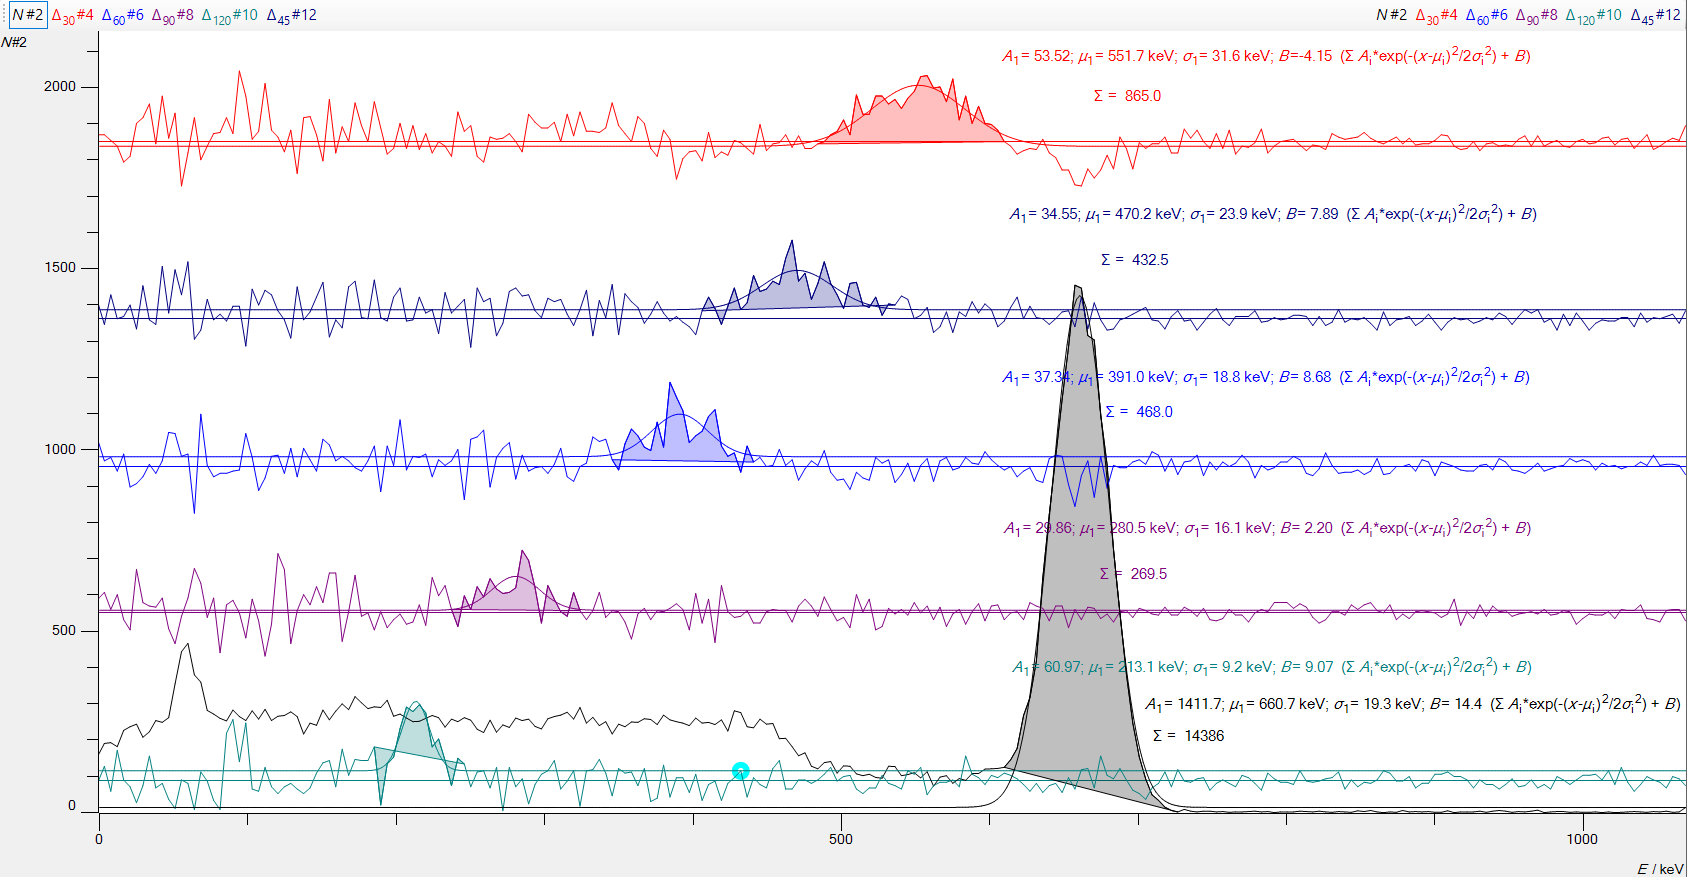 N #2 Δ30 #4 Δ60 #6 Δ90 #8 Δ120 #10 Δ45 #12
N #2 Δ30 #4 Δ60 #6 Δ90 #8 Δ120 #10 Δ45 #12
N#2
A1= 53.52; μ1= 551.7 keV; σ1= 31.6 keV; B=-4.15 (Σ Ai*exp(-(x-μi)2/2σi2) + B)
2000
Σ = 865.0
A1= 34.55; μ1= 470.2 keV; σ1= 23.9 keV; B= 7.89 (Σ Ai*exp(-(x-μi)2/2σi2) + B)
Σ = 432.5
1500
A1= 37.34; μ1= 391.0 keV; σ1= 18.8 keV; B= 8.68 (Σ Ai*exp(-(x-μi)2/2σi2) + B)
Σ = 468.0
1000
A1= 29.86; μ1= 280.5 keV; σ1= 16.1 keV; B= 2.20 (Σ Ai*exp(-(x-μi)2/2σi2) + B)
Σ = 269.5
500
A1= 60.97; μ1= 213.1 keV; σ1= 9.2 keV; B= 9.07 (Σ Ai*exp(-(x-μi)2/2σi2) + B)
A1= 1411.7; μ1= 660.7 keV; σ1= 19.3 keV; B= 14.4 (Σ Ai*exp(-(x-μi)2/2σi2) + B)
Σ = 14386
0
0 500 1000
E / keV